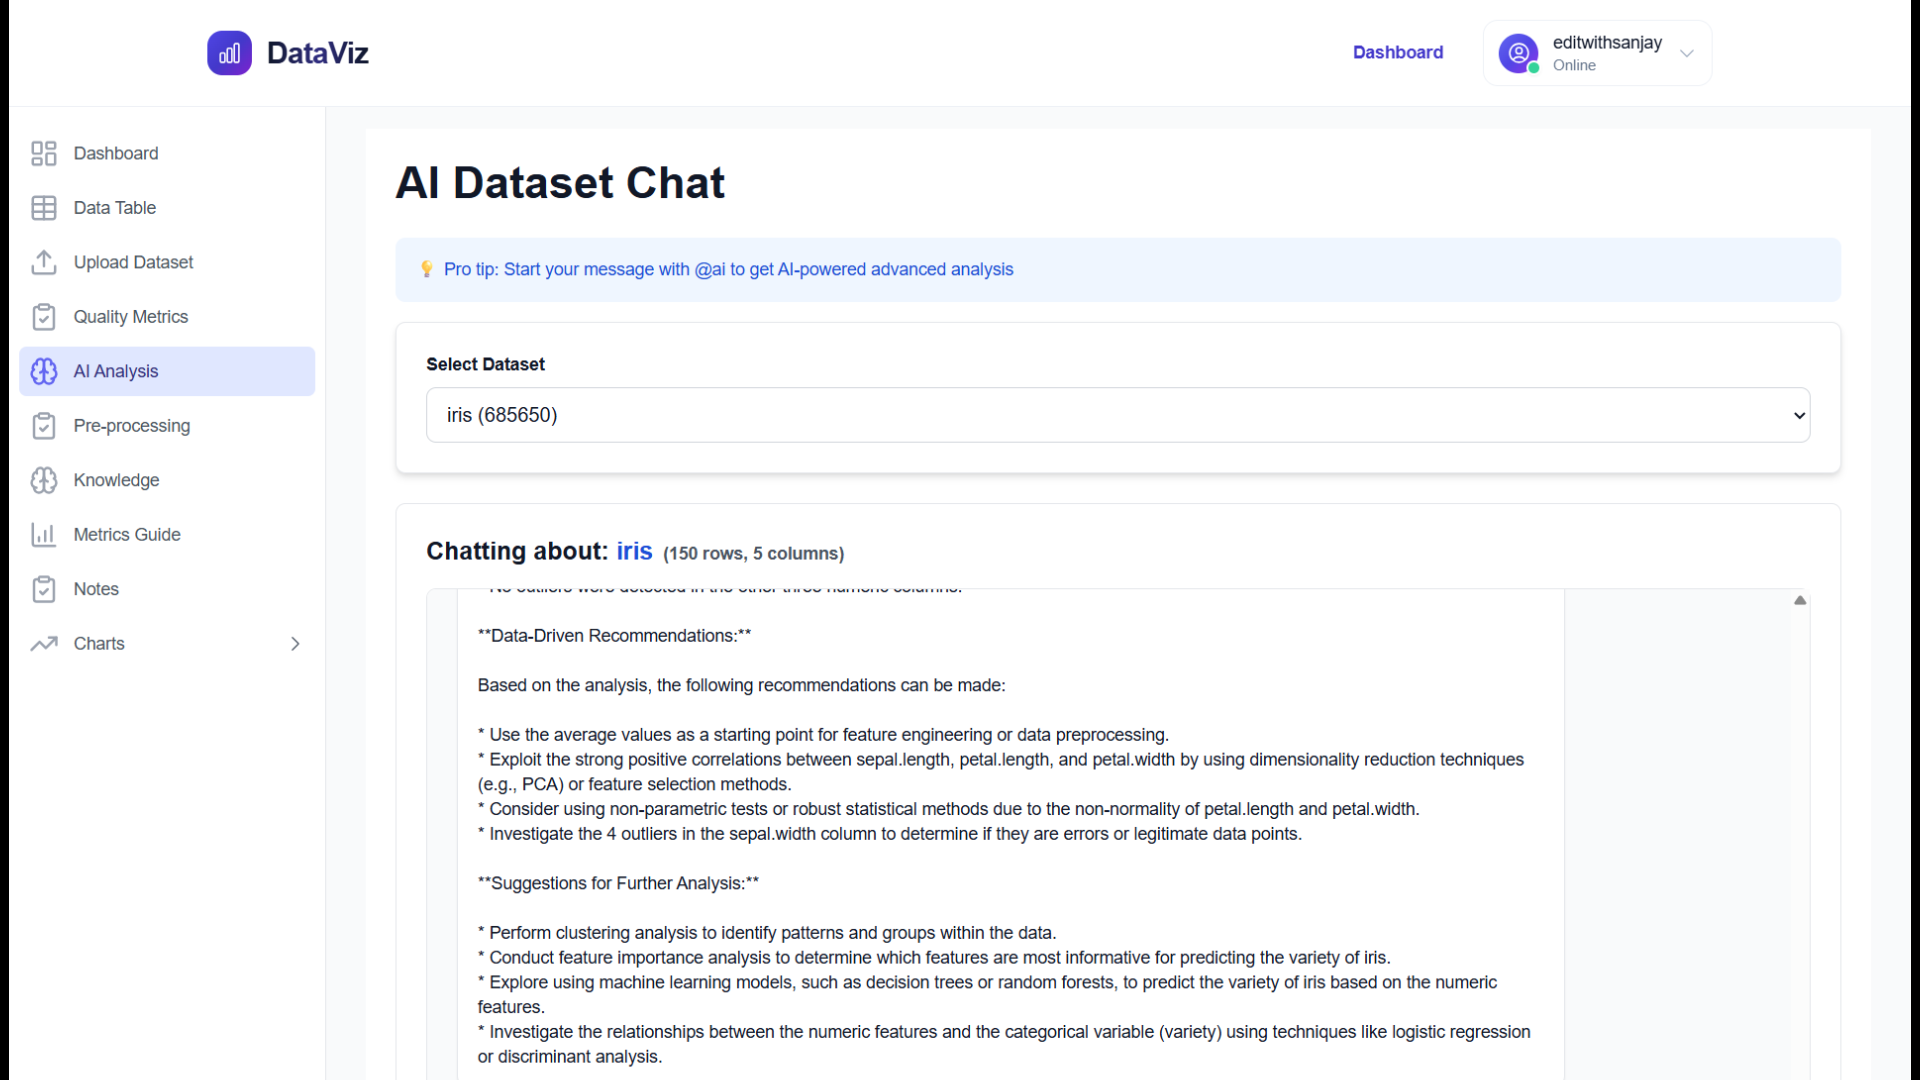 DataViz
Dashboard
editwithsanjay
Online
Dashboard
Data Table
Upload Dataset
Quality Metrics
AI Analysis
Pre-processing
Knowledge
Metrics Guide
Notes
Charts
AI Dataset Chat
💡 Pro tip: Start your message with @ai to get AI-powered advanced analysis
Select Dataset
iris (685650)
Chatting about: iris (150 rows, 5 columns)
* No outliers were detected in the other three numeric columns.
**Data-Driven Recommendations:**
Based on the analysis, the following recommendations can be made:
* Use the average values as a starting point for feature engineering or data preprocessing.
* Exploit the strong positive correlations between sepal.length, petal.length, and petal.width by using dimensionality reduction techniques
(e.g., PCA) or feature selection methods.
* Consider using non-parametric tests or robust statistical methods due to the non-normality of petal.length and petal.width.
* Investigate the 4 outliers in the sepal.width column to determine if they are errors or legitimate data points.
**Suggestions for Further Analysis:**
* Perform clustering analysis to identify patterns and groups within the data.
* Conduct feature importance analysis to determine which features are most informative for predicting the variety of iris.
* Explore using machine learning models, such as decision trees or random forests, to predict the variety of iris based on the numeric
features.
* Investigate the relationships between the numeric features and the categorical variable (variety) using techniques like logistic regression
or discriminant analysis.